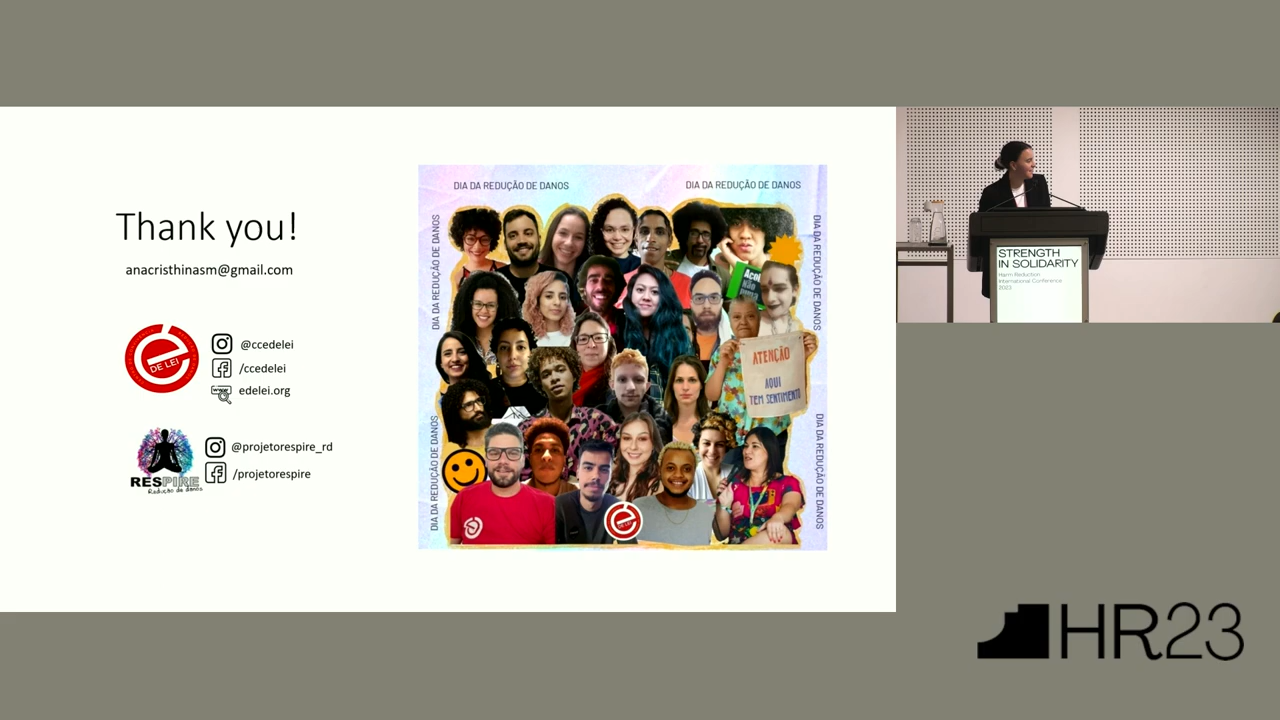 Thank you!
anacristhinasm@gmail.com
DE LEI
@ccedelei
/ccedelei
edelei.org
RESPIRE
Redução de danos
@projetorespire_rd
/projetorespire
DIA DA REDUÇÃO DE DANOS
DIA DA REDUÇÃO DE DANOS
DIA DA REDUÇÃO DE DANOS
DIA DA REDUÇÃO DE DANOS
DIA DA REDUÇÃO DE DANOS
DIA DA REDUÇÃO DE DANOS
ATENÇÃO
AQUI
TEM SENTIMENTO
DE LEI
STRENGTH
IN SOLIDARITY
Harm Reduction
International Conference
2023
HR23